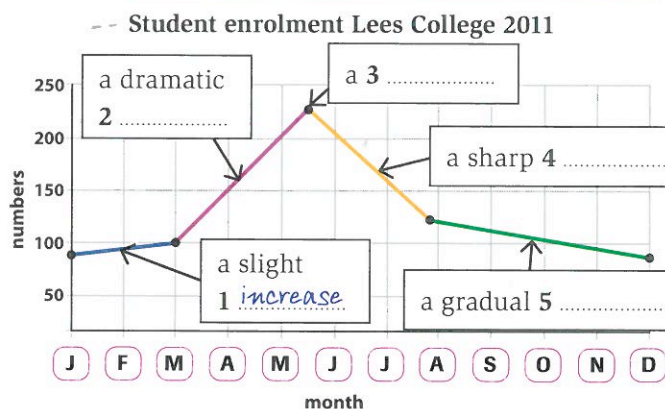 Student enrolment Lees College 2011
a dramatic
2 ....................
a 3 ....................
a sharp 4 ....................
a slight
1 increase
a gradual 5 ....................
numbers
250
200
150
100
50
J F M A M J J A S O N D
month